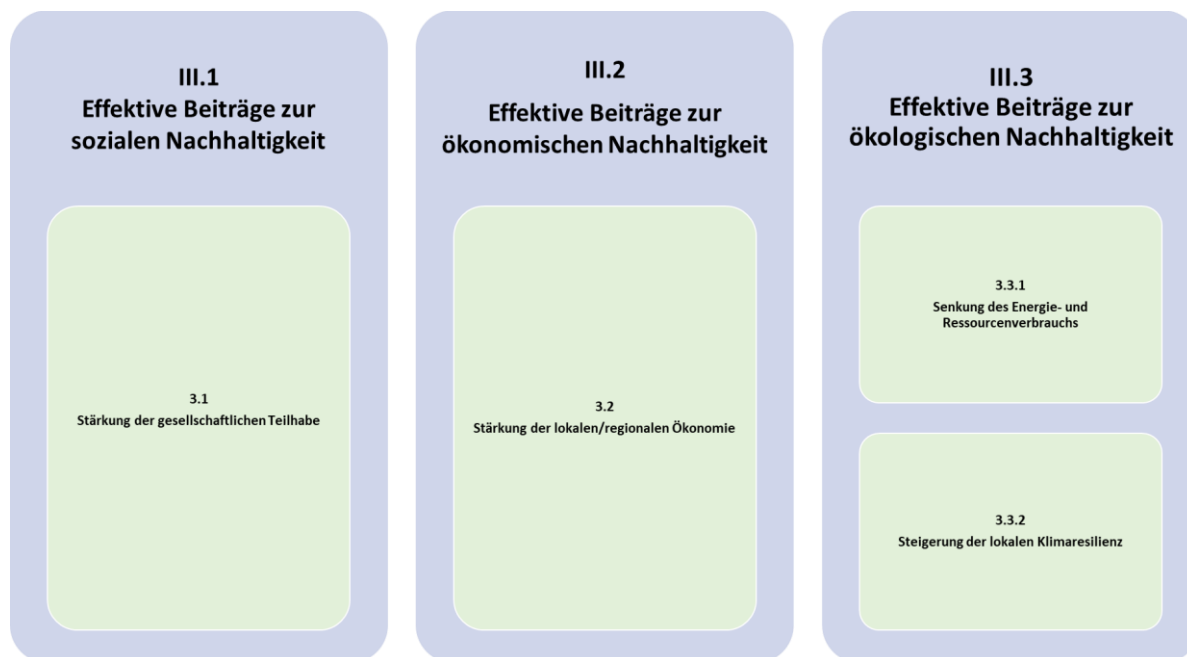 III.1
Effektive Beiträge zur
sozialen Nachhaltigkeit
3.1
Stärkung der gesellschaftlichen Teilhabe
III.2
Effektive Beiträge zur
ökonomischen Nachhaltigkeit
3.2
Stärkung der lokalen/regionalen Ökonomie
III.3
Effektive Beiträge zur
ökologischen Nachhaltigkeit
3.3.1
Senkung des Energie- und
Ressourcenverbrauchs
3.3.2
Steigerung der lokalen Klimaresilienz